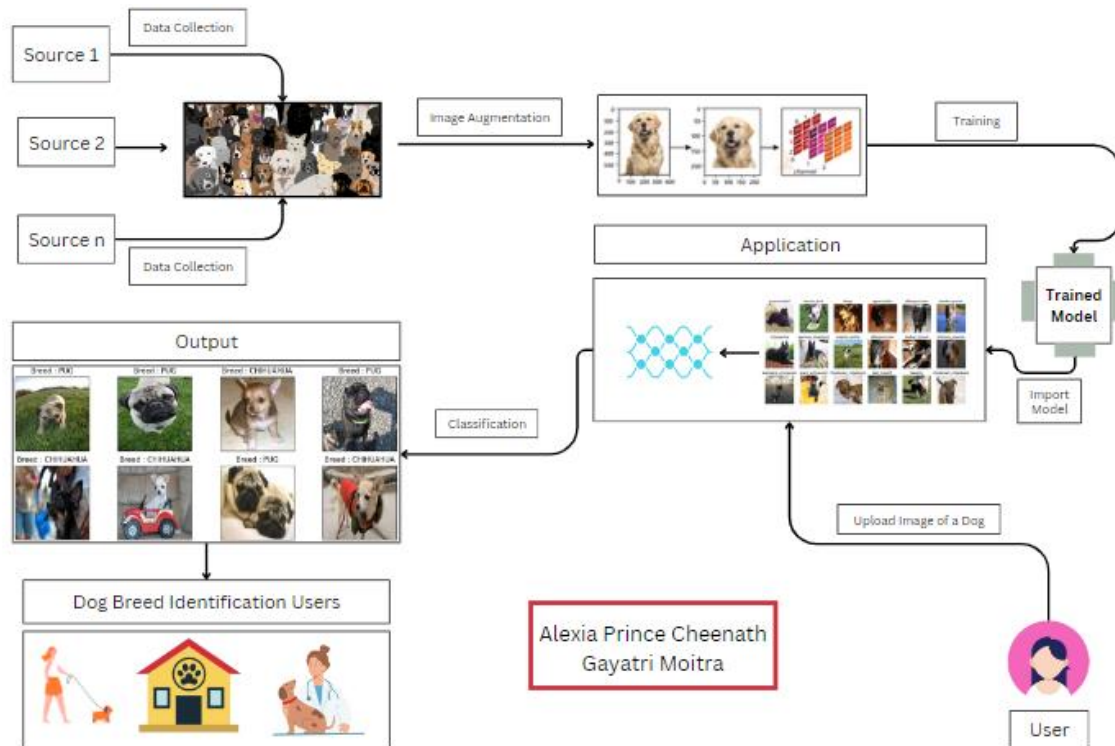 Data Collection
Source 1
Source 2
Source n
Data Collection
Image Augmentation
channel
Training
Trained
Model
Import
Model
Application
Classification
Upload Image of a Dog
User
Output
Breed : PUG
Breed : PUG
Breed : CHIHUAHUA
Breed : PUG
Breed : CHIHUAHUA
Breed : CHIHUAHUA
Breed : PUG
Breed : CHIHUAHUA
Dog Breed Identification Users
Alexia Prince Cheenath
Gayatri Moitra